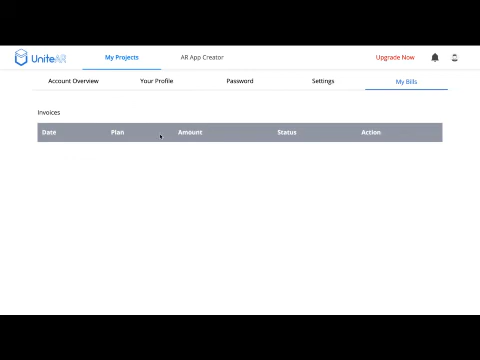 UniteAR My Projects AR App Creator Upgrade Now
Account Overview Your Profile Password Settings My Bills
Invoices
Date Plan Amount Status Action